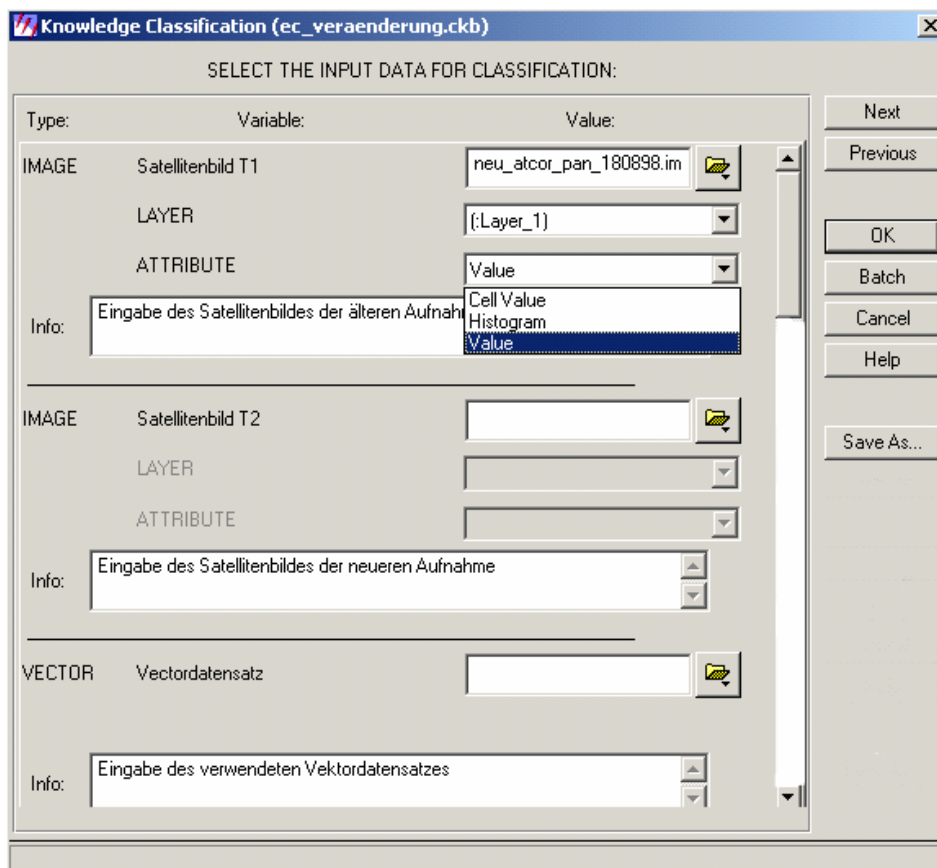 Knowledge Classification (ec_veraenderung.ckb)
SELECT THE INPUT DATA FOR CLASSIFICATION:
Type: Variable: Value:
IMAGE Satellitenbild T1 neu_atcor_pan_180898.im
LAYER (:Layer_1)
ATTRIBUTE Value
Cell Value
Histogram
Value
Info: Eingabe des Satellitenbildes der älteren
IMAGE Satellitenbild T2
LAYER
ATTRIBUTE
Info: Eingabe des Satellitenbildes der neueren Aufnahme
VECTOR Vectordatensatz
Info: Eingabe des verwendeten Vektordatensatzes
Next
Previous
OK
Batch
Cancel
Help
Save As...